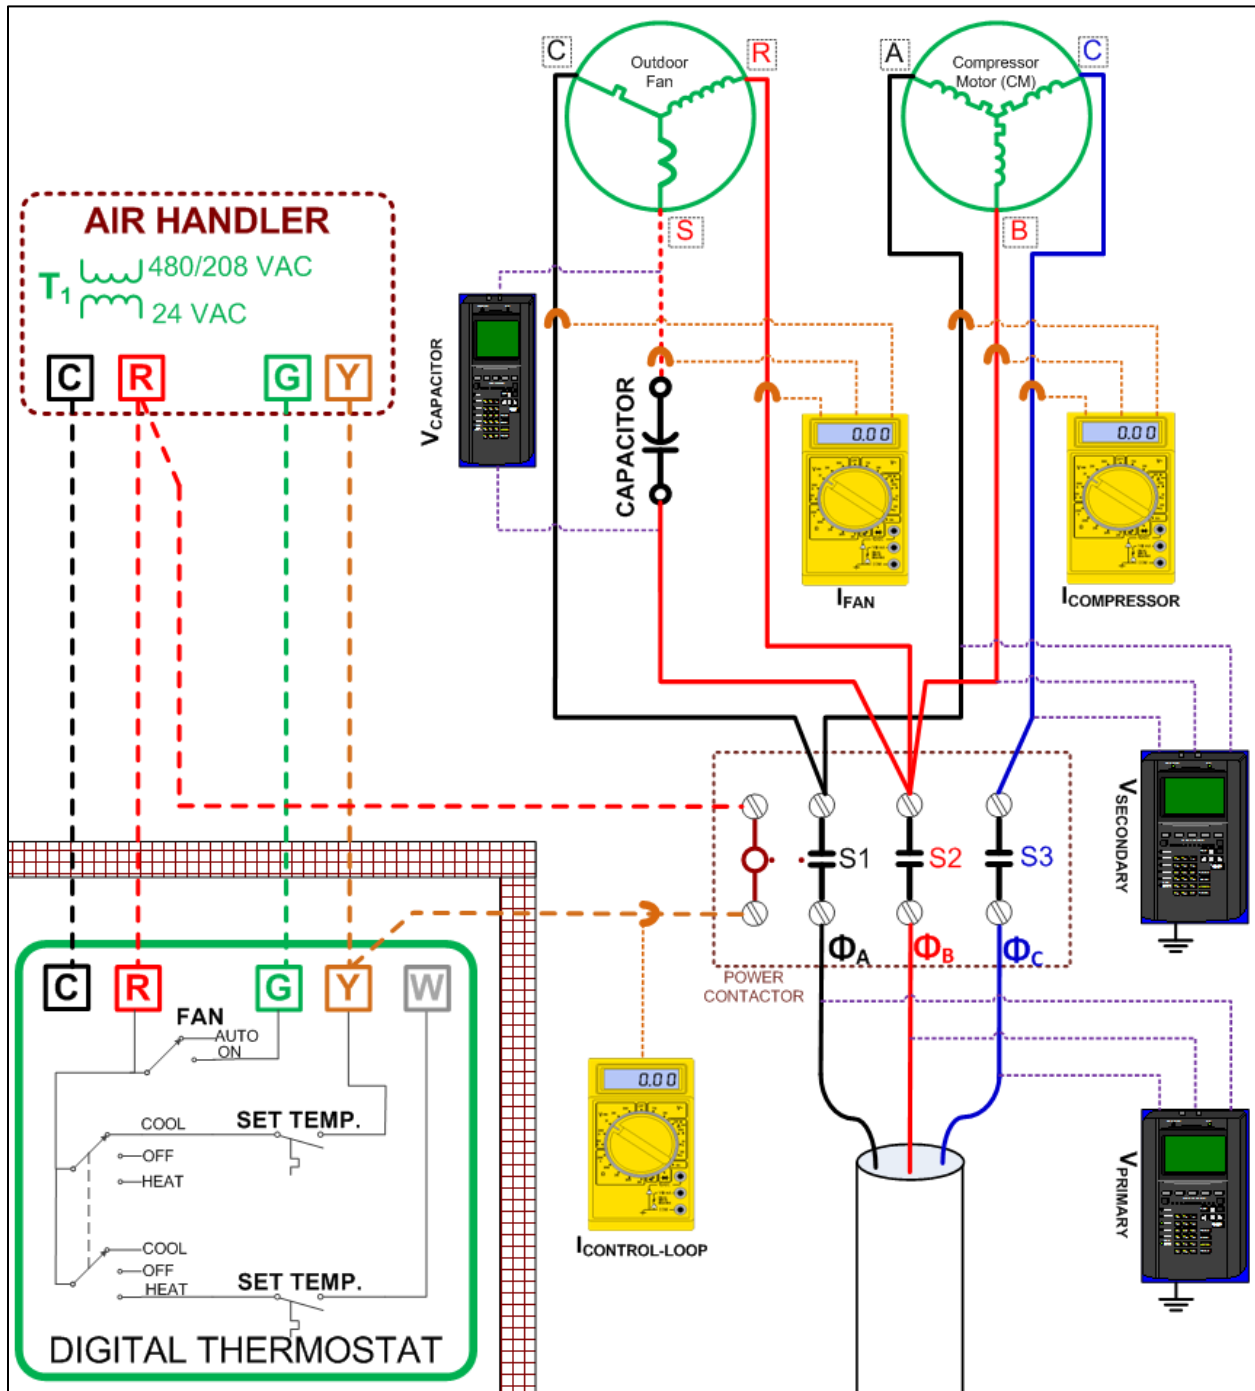 C
Outdoor
Fan
R
A
Compressor
Motor (CM)
C
S
B
AIR HANDLER
T1
480/208 VAC
24 VAC
C
R
G
Y
VCAPACITOR
CAPACITOR
0.00
IFAN
0.00
ICOMPRESSOR
VSECONDARY
S1
S2
S3
ΦA
ΦB
ΦC
POWER
CONTACTOR
C
R
G
Y
W
FAN
AUTO
ON
COOL
OFF
HEAT
SET TEMP.
COOL
OFF
HEAT
SET TEMP.
DIGITAL THERMOSTAT
0.00
ICONTROL-LOOP
VPRIMARY